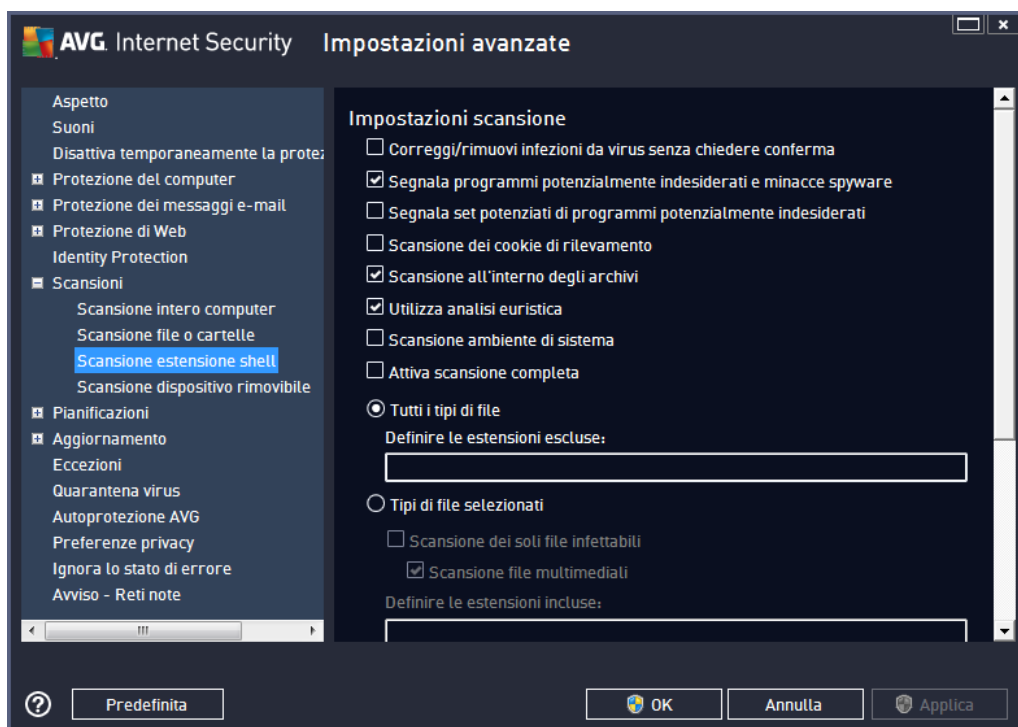 AVG. Internet Security Impostazioni avanzate
Aspetto
Suoni
Disattiva temporaneamente la protez
Protezione del computer
Protezione dei messaggi e-mail
Protezione di Web
Identity Protection
Scansioni
Scansione intero computer
Scansione file o cartelle
Scansione estensione shell
Scansione dispositivo rimovibile
Pianificazioni
Aggiornamento
Eccezioni
Quarantena virus
Autoprotezione AVG
Preferenze privacy
Ignora lo stato di errore
Avviso - Reti note
Impostazioni scansione
Correggi/rimuovi infezioni da virus senza chiedere conferma
Segnala programmi potenzialmente indesiderati e minacce spyware
Segnala set potenziati di programmi potenzialmente indesiderati
Scansione dei cookie di rilevamento
Scansione all'interno degli archivi
Utilizza analisi euristica
Scansione ambiente di sistema
Attiva scansione completa
Tutti i tipi di file
Definire le estensioni escluse:
Tipi di file selezionati
Scansione dei soli file infettabili
Scansione file multimediali
Definire le estensioni incluse:
Predefinita
OK
Annulla
Applica